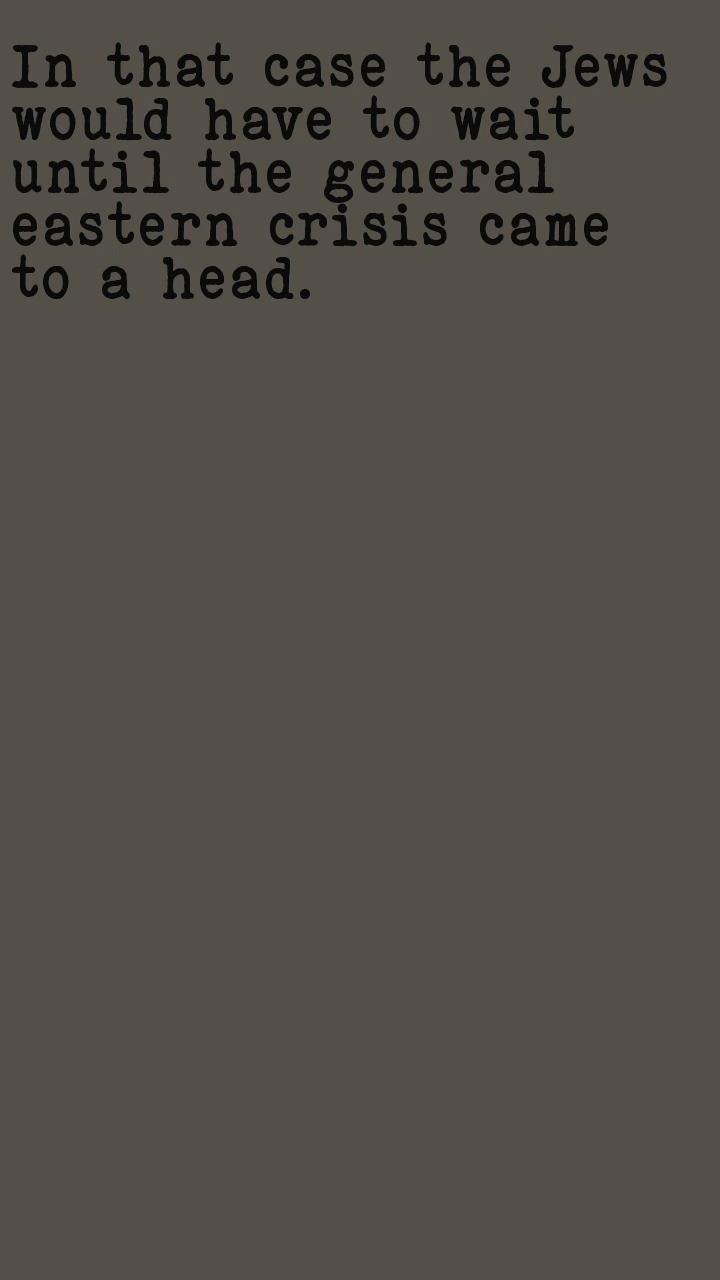 In that case the Jews
would have to wait
until the general
eastern crisis came
to a head.